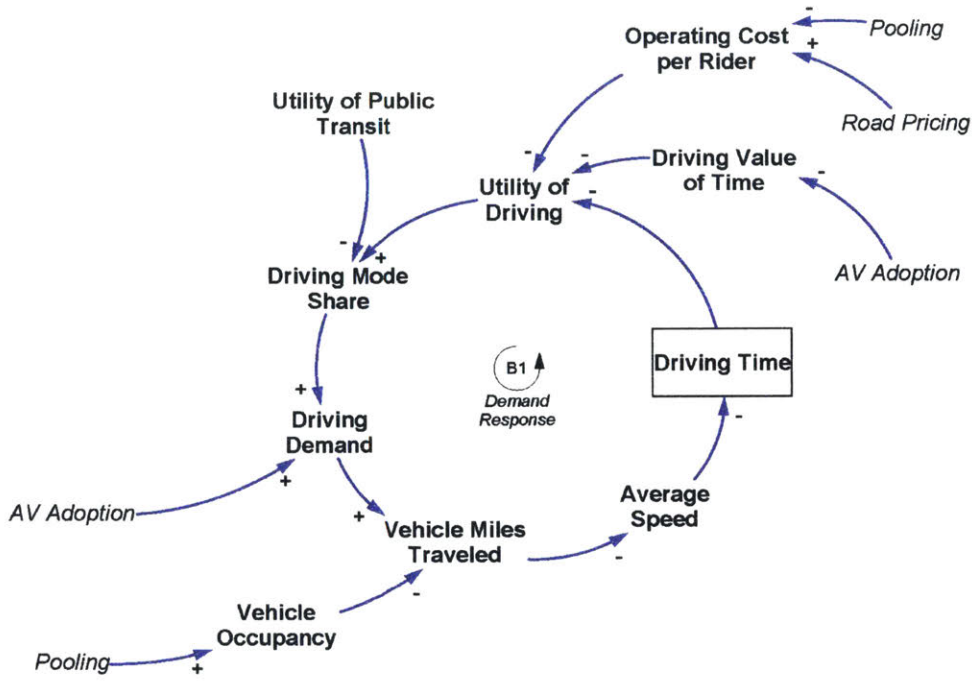 -
Pooling
Operating Cost
per Rider
+
Road Pricing
Utility of Public
Transit
-
-
Driving Value
of Time
-
Utility of
Driving
-
AV Adoption
-
+
Driving Mode
Share
Driving Time
B1
Demand
Response
+
-
Driving
Demand
AV Adoption
+
Average
Speed
+
Vehicle Miles
Traveled
-
-
Vehicle
Occupancy
Pooling
+